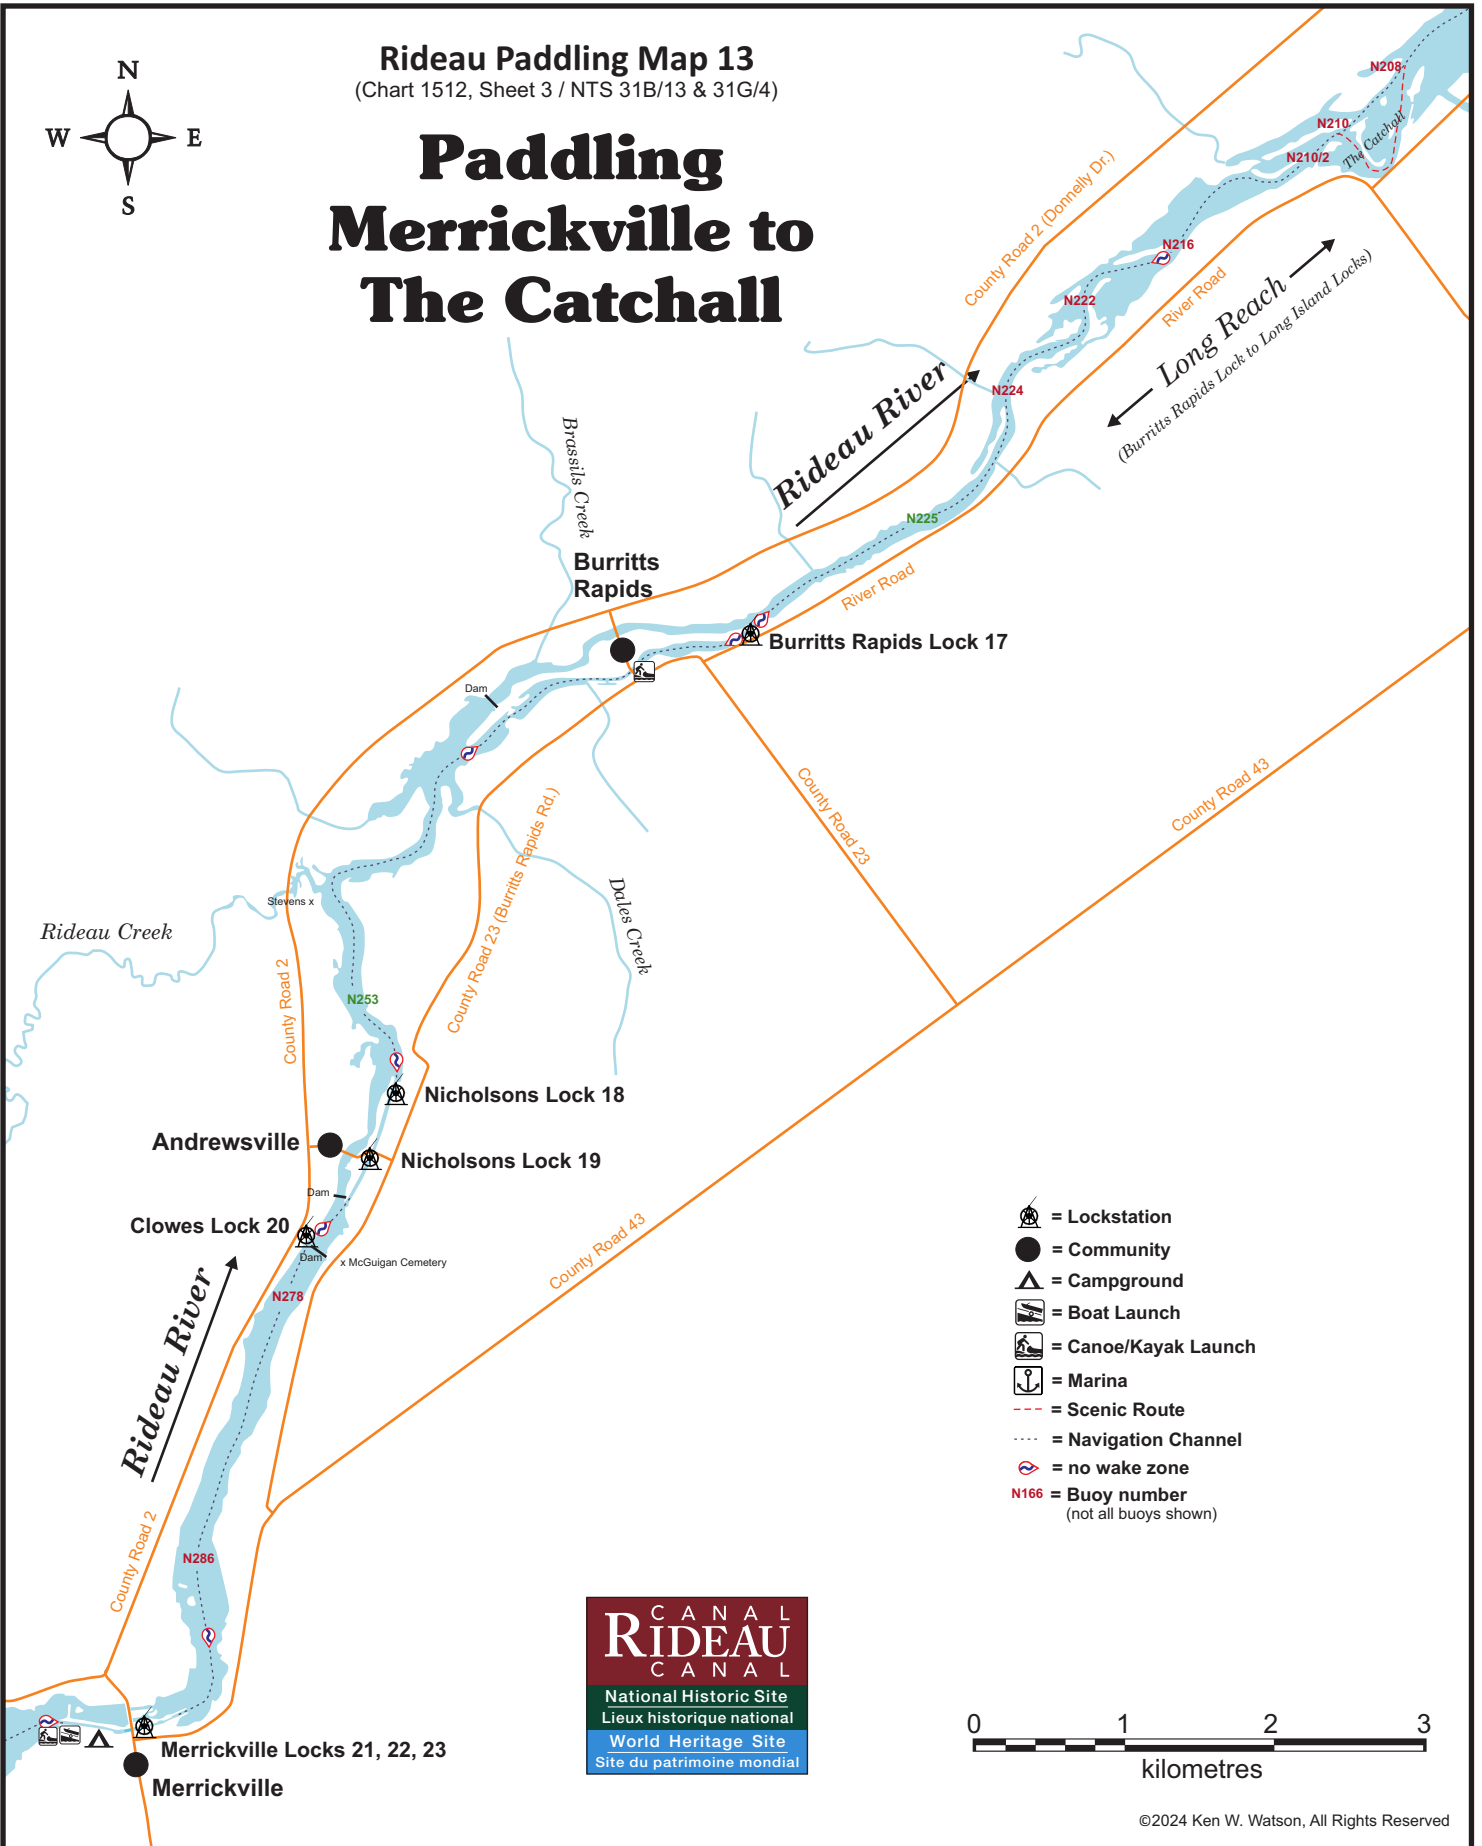 Rideau Paddling Map 13
(Chart 1512, Sheet 3 / NTS 31B/13 & 31G/4)
Paddling
Merrickville to
The Catchall
N
W E
S
N208
N210
The Catchall
N210/2
County Road 2 (Donnelly Dr.)
N216
N222
River Road
Long Reach
(Burritts Rapids Lock to Long Island Locks)
Rideau River
N224
Brassils Creek
N225
Burritts
Rapids
River Road
Burritts Rapids Lock 17
Dam
County Road 23
County Road 43
County Road 23 (Burritts Rapids Rd.)
Dales Creek
Stevens x
Rideau Creek
County Road 2
N253
Nicholsons Lock 18
Andrewsville
Nicholsons Lock 19
Dam
Clowes Lock 20
Dam
x McGuigan Cemetery
County Road 43
N278
Rideau River
County Road 2
N286
Merrickville Locks 21, 22, 23
Merrickville
= Lockstation
= Community
= Campground
= Boat Launch
= Canoe/Kayak Launch
= Marina
= Scenic Route
= Navigation Channel
= no wake zone
N166 = Buoy number
(not all buoys shown)
CANAL
RIDEAU
CANAL
National Historic Site
Lieux historique national
World Heritage Site
Site du patrimoine mondial
0 1 2 3
kilometres
©2024 Ken W. Watson, All Rights Reserved